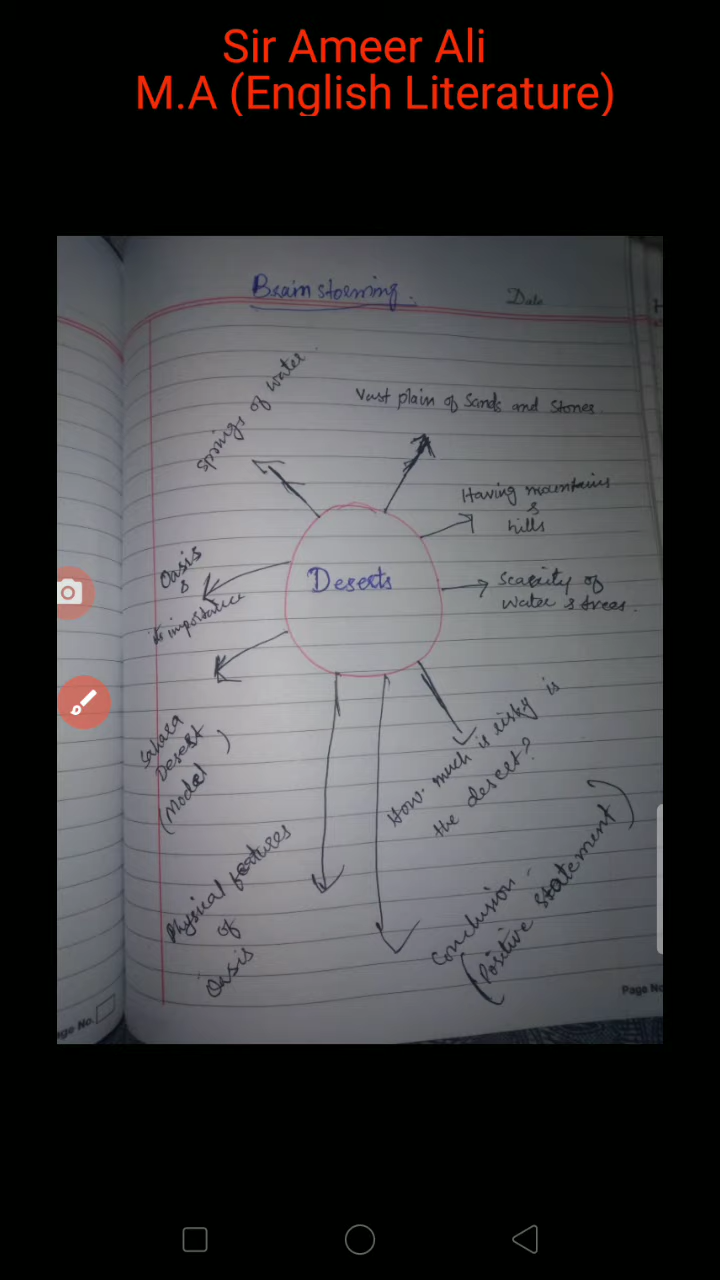 Sir Ameer Ali
M.A (English Literature)
Brain storming.
Date
Springs of water
Vast plain of Sands and Stones.
Having mountains
&
hills
Oasis
&
its importance
Deserts
Scarcity of
water & trees.
Sahara
Desert
(Model)
How much is risky is
the desert?
Physical features
of
Oasis
Conclusion.
(Positive statement)
Page No
age No.